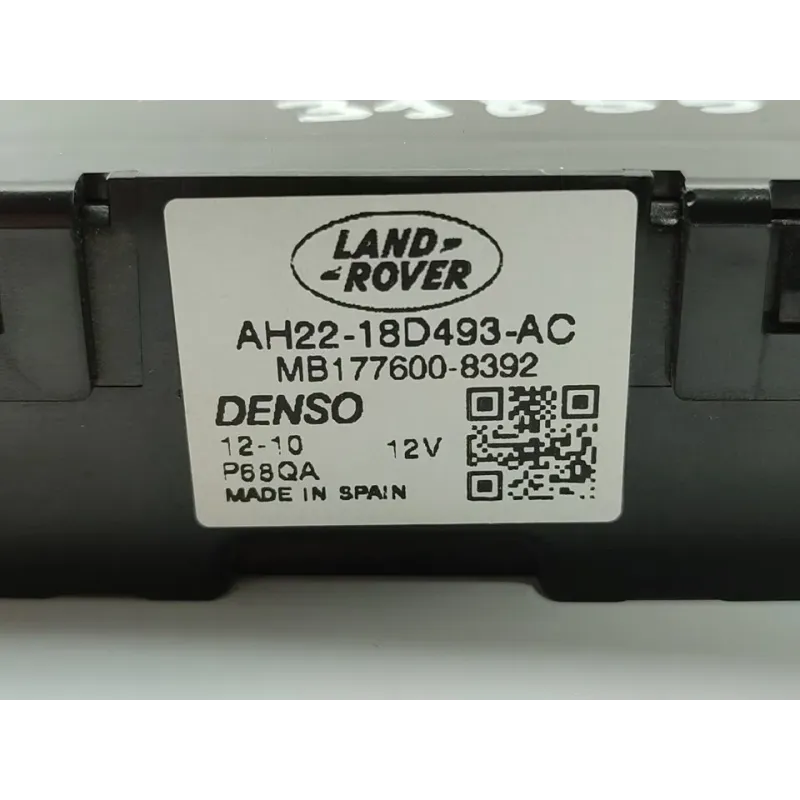 LAND-
-ROVER
AH22-18D493-AC
MB177600-8392
DENSO
12-10 12V
P68QA
MADE IN SPAIN